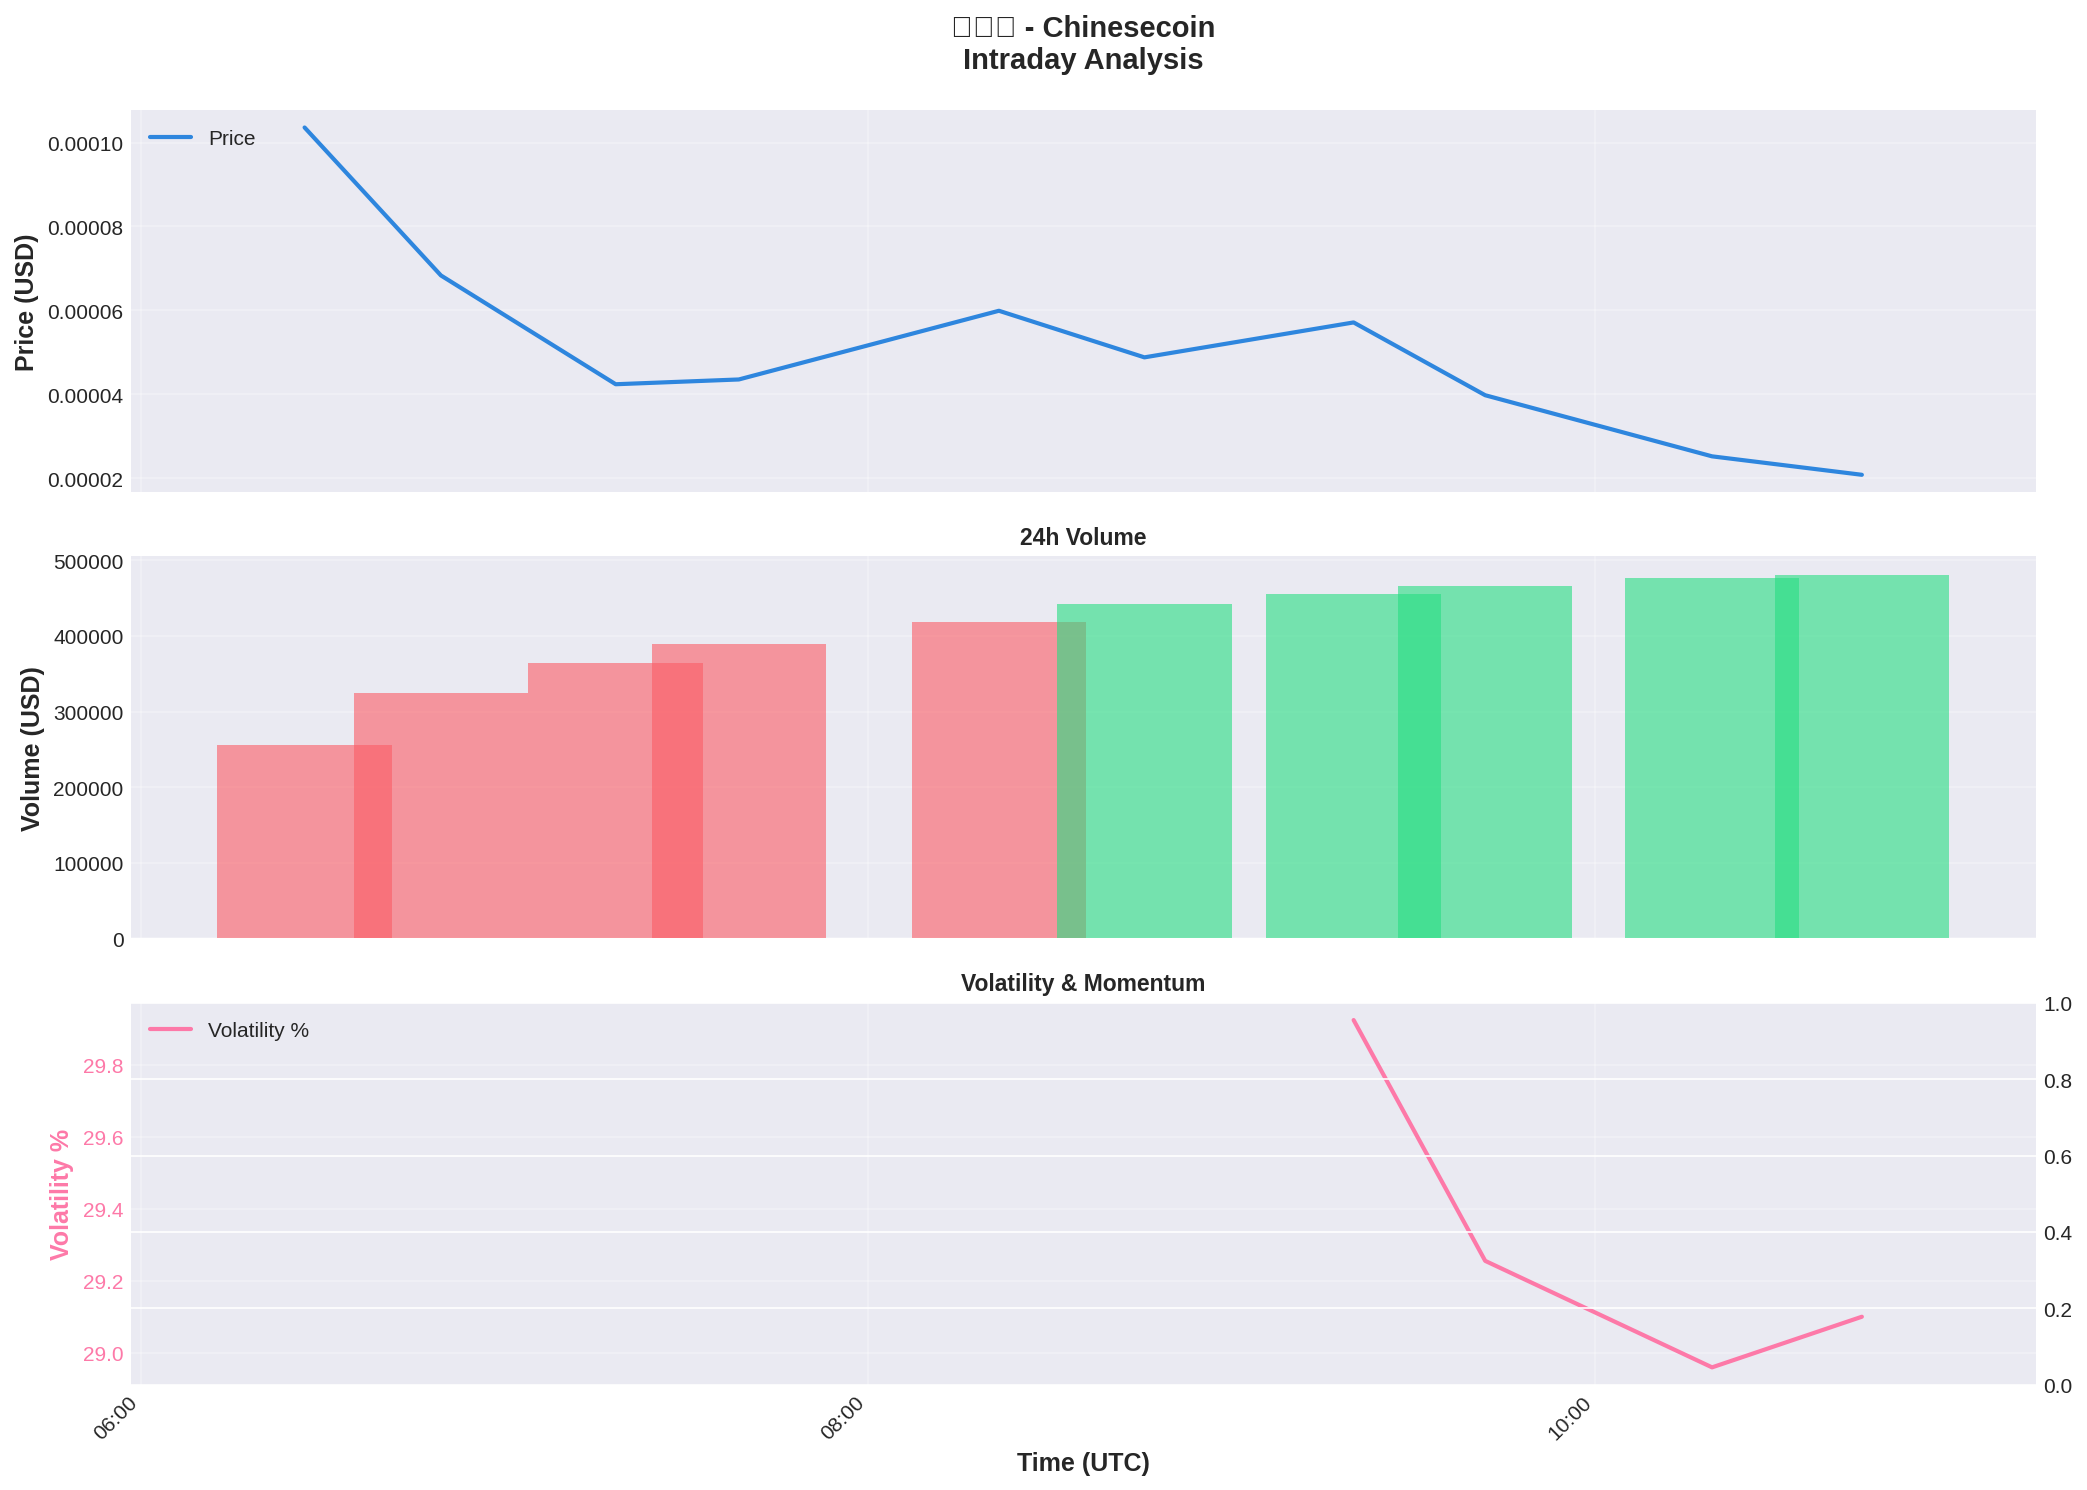 - Chinesecoin
Intraday Analysis
Price
0.00010
0.00008
0.00006
0.00004
0.00002
Price (USD)
24h Volume
500000
400000
300000
200000
100000
0
Volume (USD)
Volatility & Momentum
Volatility %
29.8
29.6
29.4
29.2
29.0
Volatility %
1.0
0.8
0.6
0.4
0.2
0.0
06:00
08:00
10:00
Time (UTC)